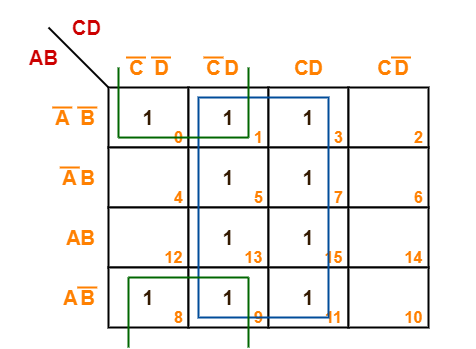 CD
AB
C̅ D̅ C̅ D CD C D̅
A̅ B̅ 1 0 1 1 1 3 2
A̅ B 4 1 5 1 7 6
AB 12 1 13 1 15 14
A B̅ 1 8 1 9 1 11 10